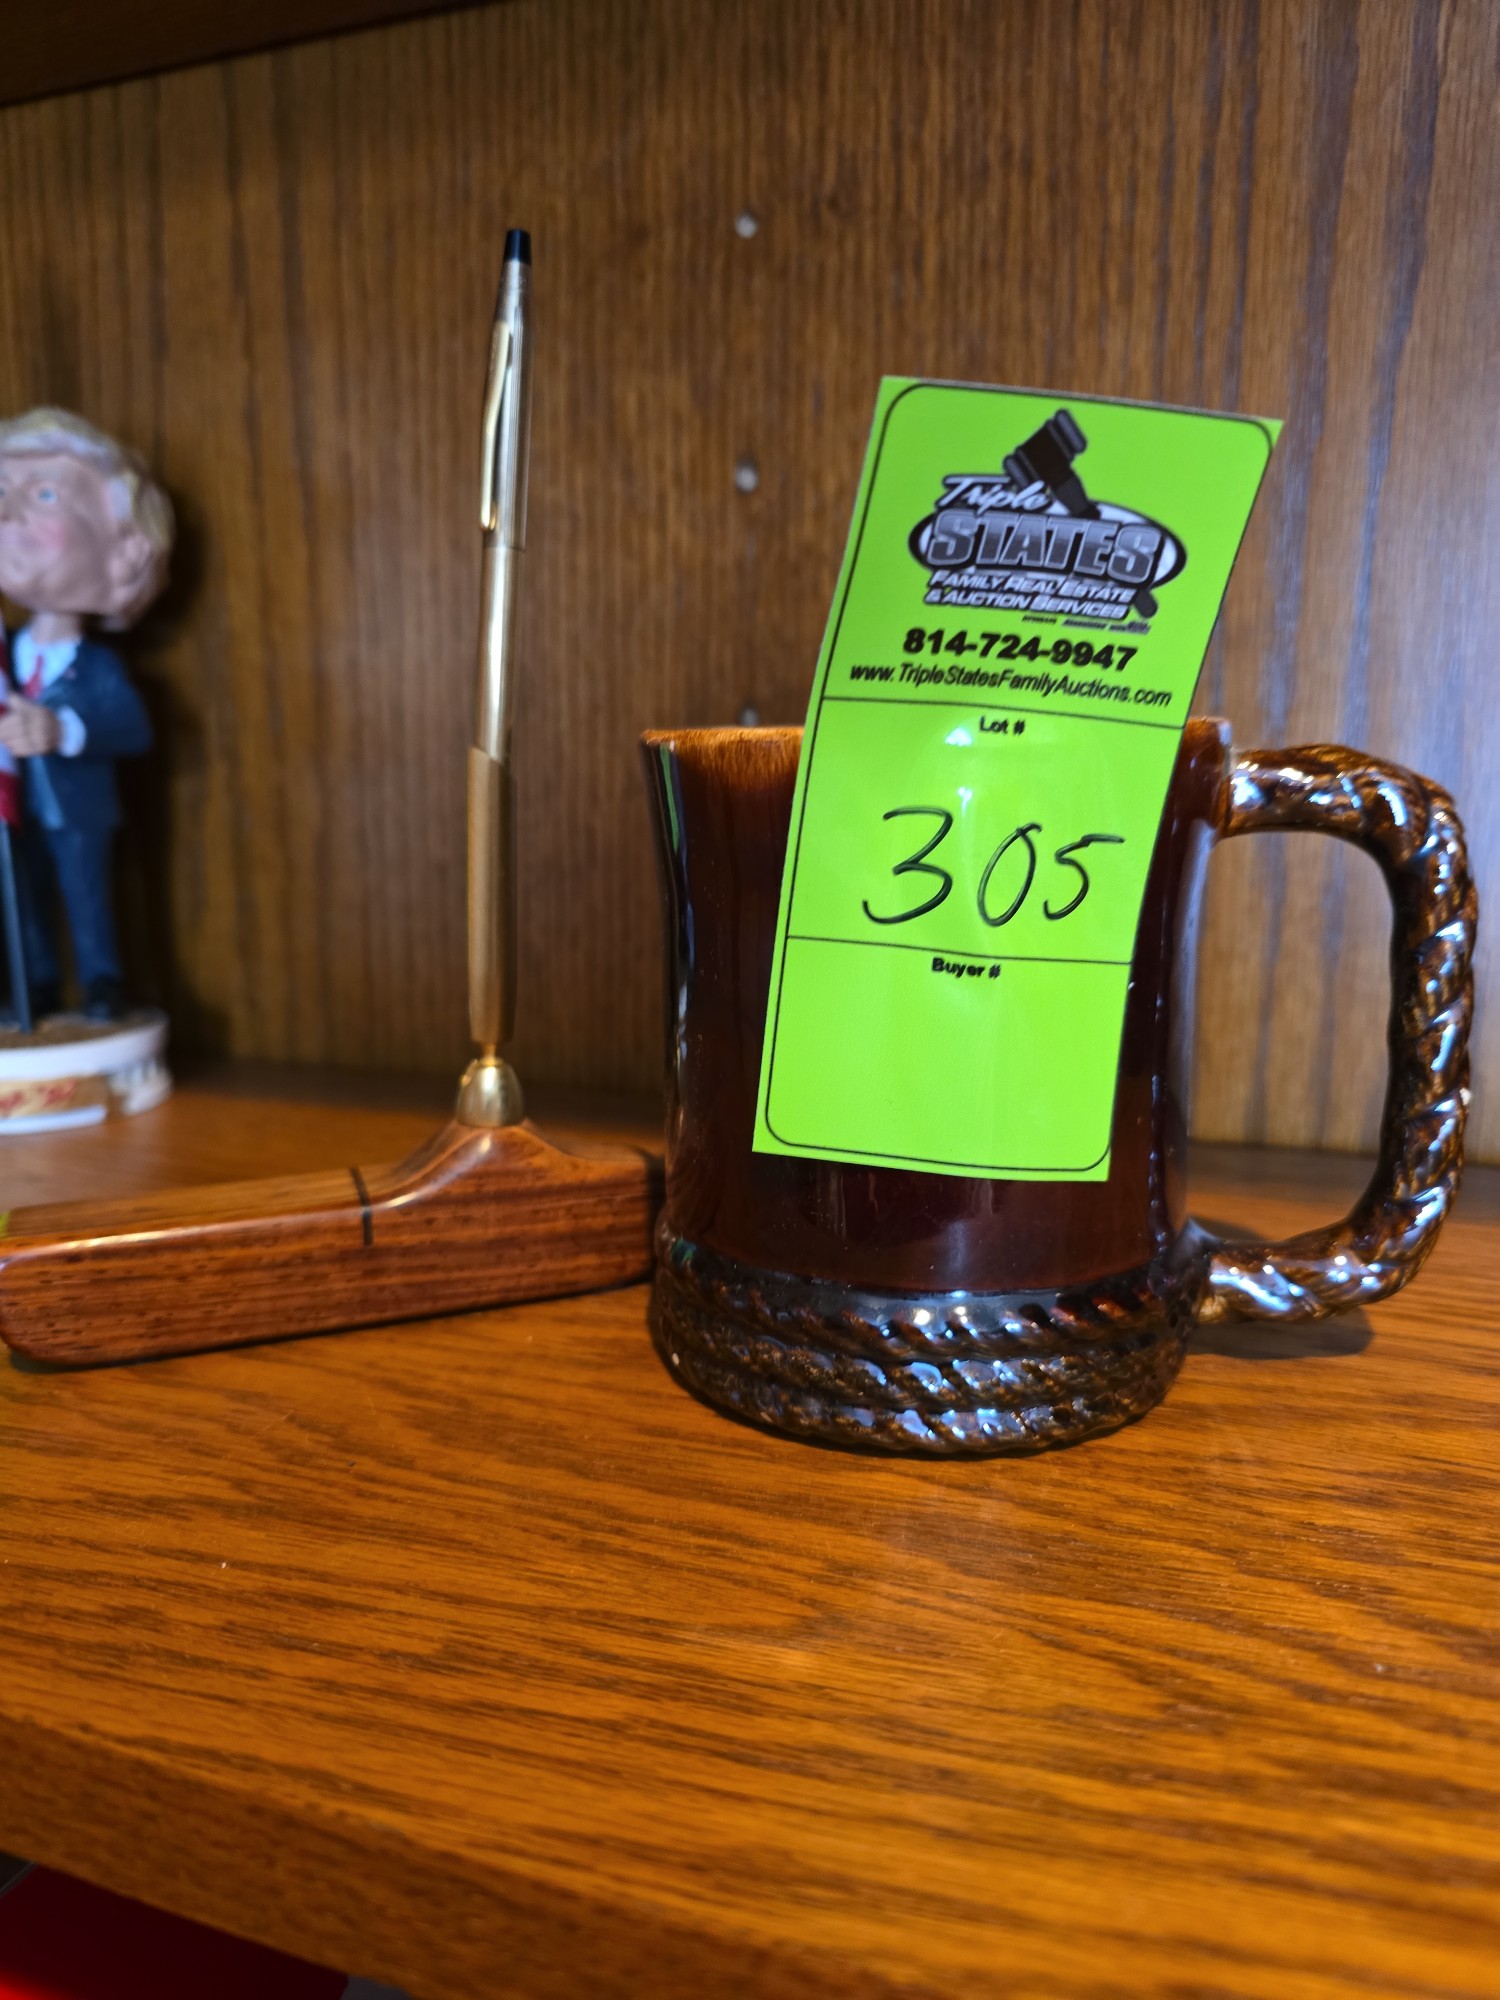 Triple
STATES
FAMILY REAL ESTATE
& AUCTION SERVICES
814-724-9947
www.TripleStatesFamilyAuctions.com
Lot #
305
Buyer #